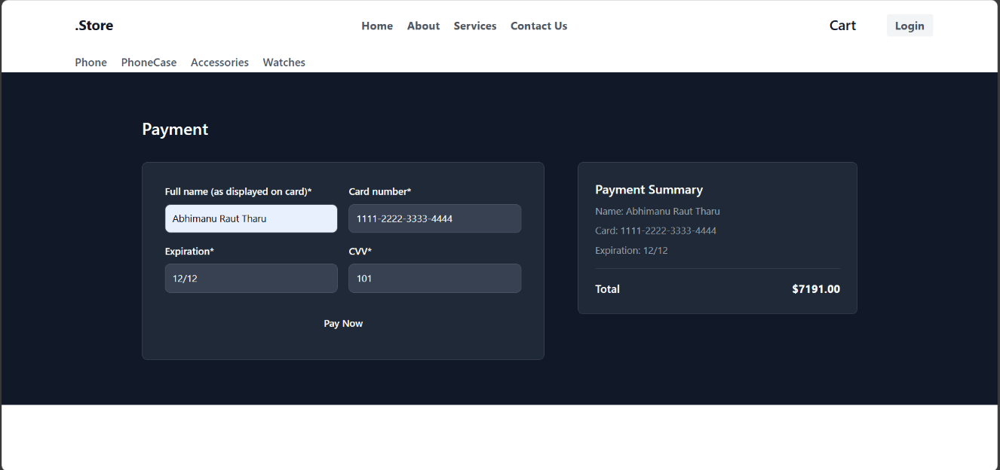 .Store Home About Services Contact Us Cart Login
Phone PhoneCase Accessories Watches
Payment
Full name (as displayed on card)* Card number*
Abhimanu Raut Tharu 1111-2222-3333-4444
Expiration* CVV*
12/12 101
Pay Now
Payment Summary
Name: Abhimanu Raut Tharu
Card: 1111-2222-3333-4444
Expiration: 12/12
Total $7191.00